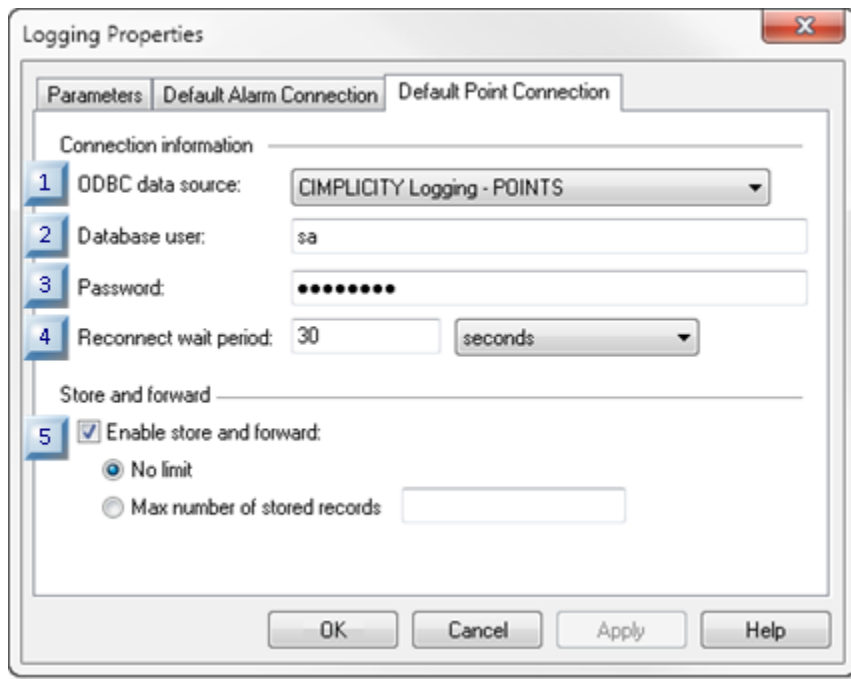 Logging Properties
Parameters Default Alarm Connection Default Point Connection
Connection information
1 ODBC data source: CIMPLICITY Logging - POINTS
2 Database user: sa
3 Password: ●●●●●●●●
4 Reconnect wait period: 30 seconds
Store and forward
5 Enable store and forward:
No limit
Max number of stored records
OK Cancel Apply Help